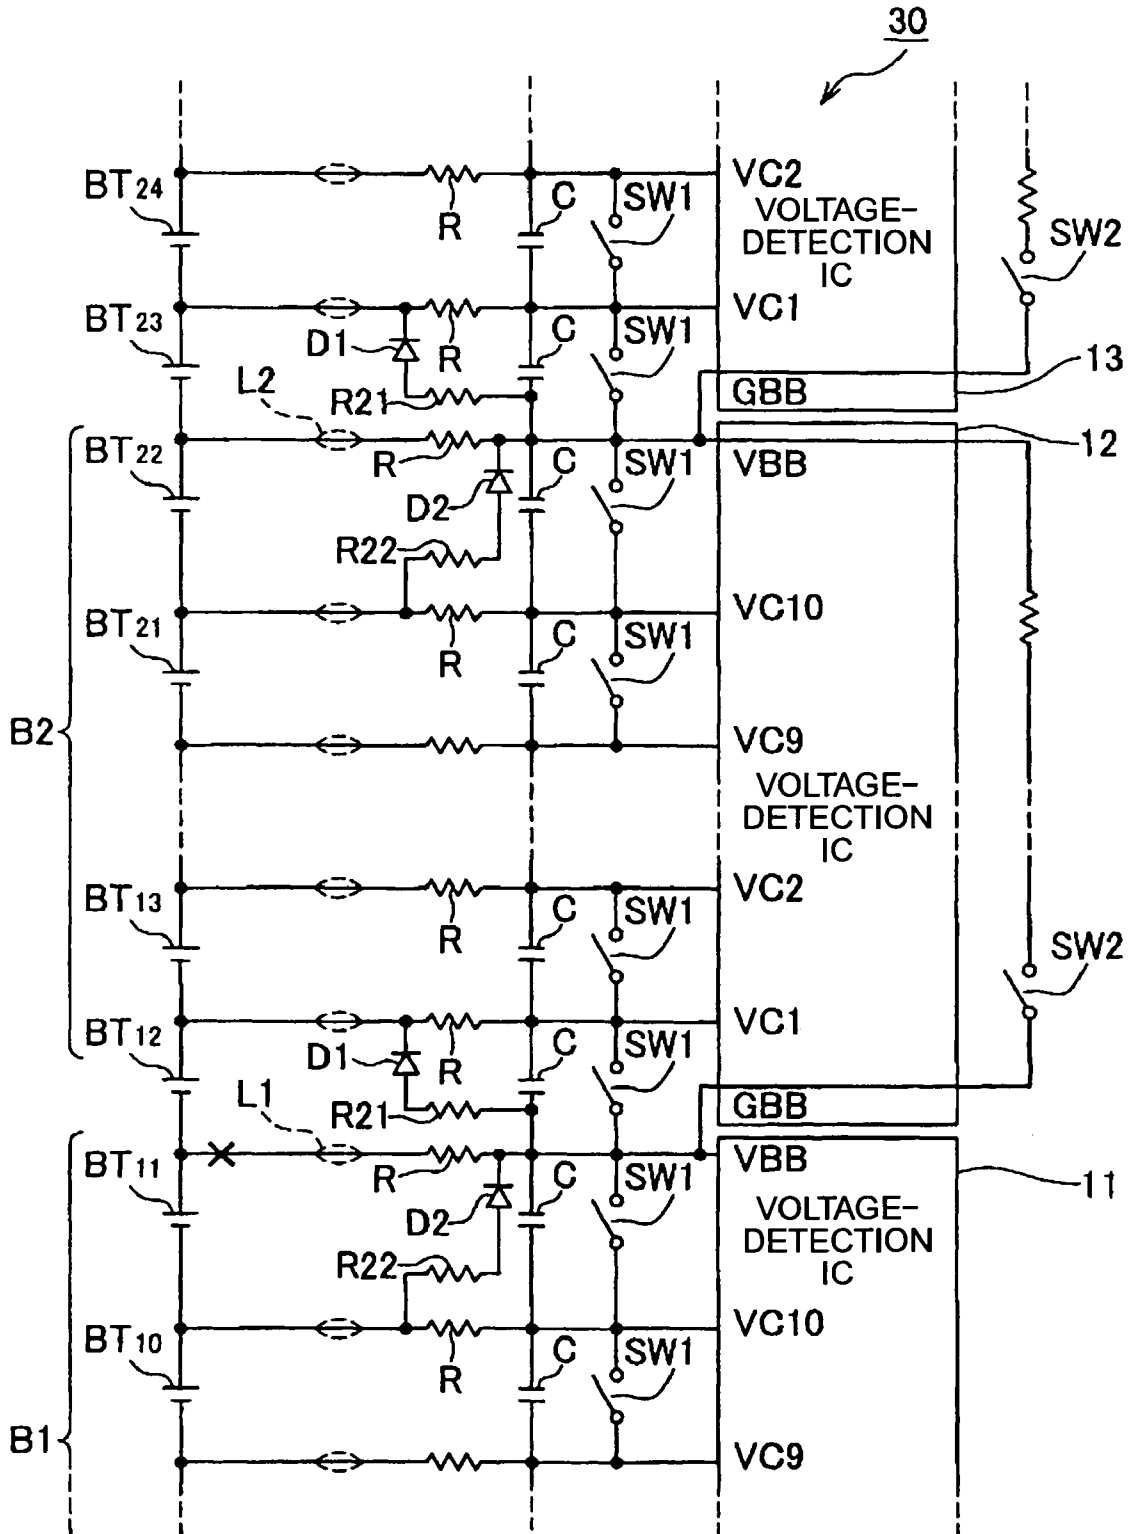 30
BT24
R
C
SW1
VC2
VOLTAGE-
DETECTION
IC
SW2
BT23
D1
R
C
SW1
VC1
R21
GBB
13
L2
BT22
R
D2
C
SW1
VBB
12
R22
BT21
R
C
SW1
VC10
B2
VC9
VOLTAGE-
DETECTION
IC
BT13
R
C
SW1
VC2
SW2
BT12
D1
R
C
SW1
VC1
R21
GBB
L1
BT11
R
D2
C
SW1
VBB
11
VOLTAGE-
DETECTION
IC
R22
BT10
R
C
SW1
VC10
B1
VC9